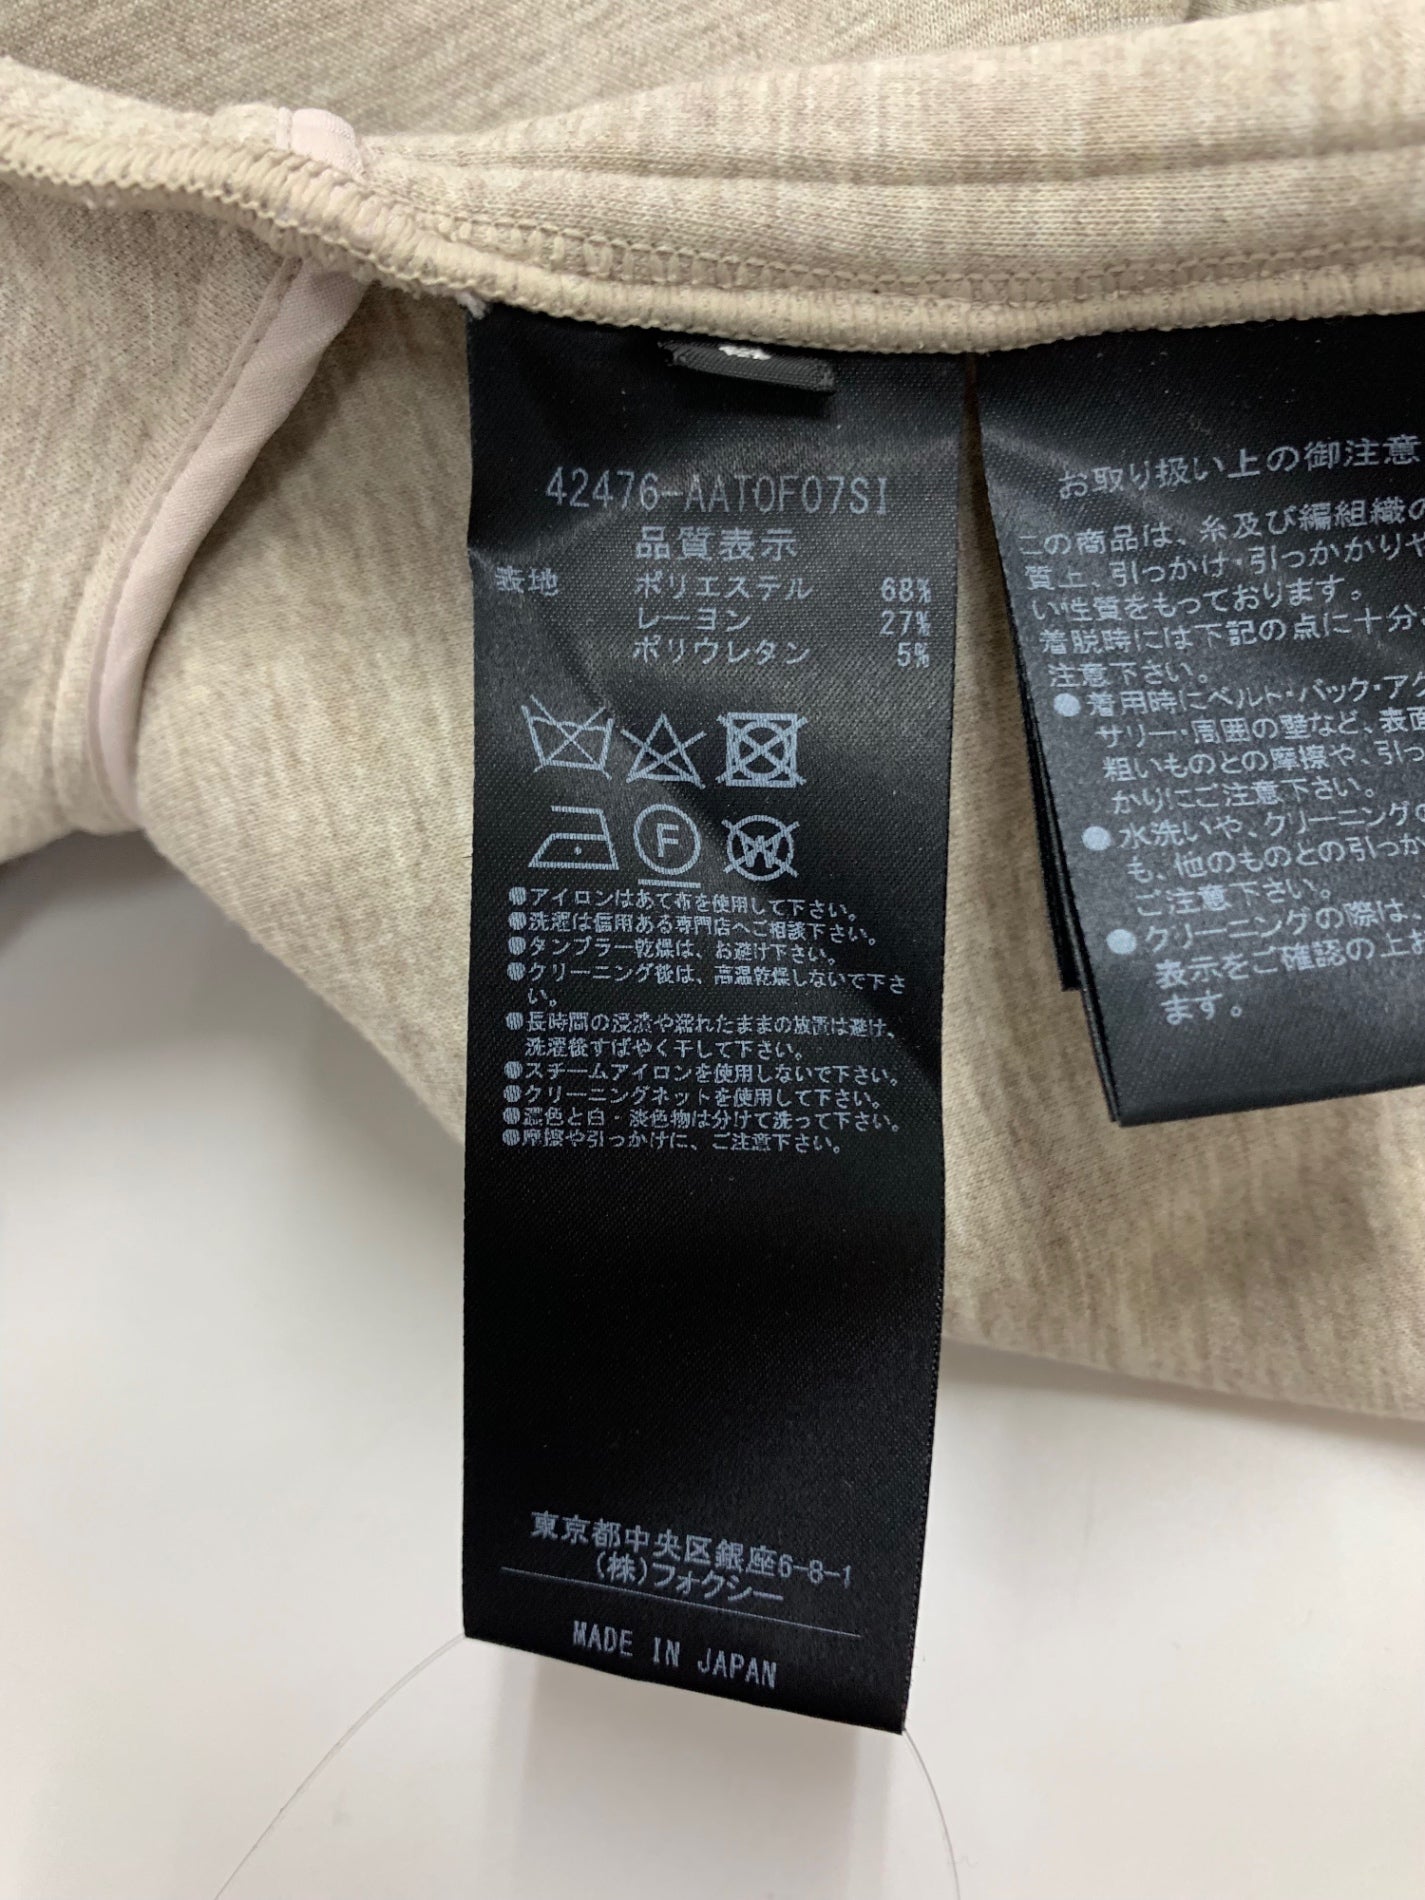 42476-AAT0F07SI
品質表示
表地 ポリエステル 68%
レーヨン 27%
ポリウレタン 5%
F
W
●アイロンはあて布を使用して下さい。
●洗濯は信用ある専門店へご相談下さい。
●タンブラー乾燥は、お避け下さい。
●クリーニング後は、高温乾燥しないで下さ
い。
●長時間の浸漬や濡れたままの放置は避け、
洗濯後すばやく干して下さい。
●スチームアイロンを使用しないで下さい。
●クリーニングネットを使用して下さい。
●濃色と白・淡色物は分けて洗って下さい。
●摩擦や引っかけに、ご注意下さい。
東京都中央区銀座6-8-1
(株)フォクシー
MADE IN JAPAN
お取り扱い上の御注意
この商品は、糸及び編組織の
質上、引っかけ・引っかかりや
い性質をもっております。
着脱時には下記の点に十分
注意下さい。
●着用時にベルト・バック・アク
サリー・周囲の壁など、表面
粗いものとの摩擦や、引っ
かりにご注意下さい。
●水洗いや、クリーニングの
も、他のものとの引っか
ご注意下さい。
●クリーニングの際は、
表示をご確認の上
ます。